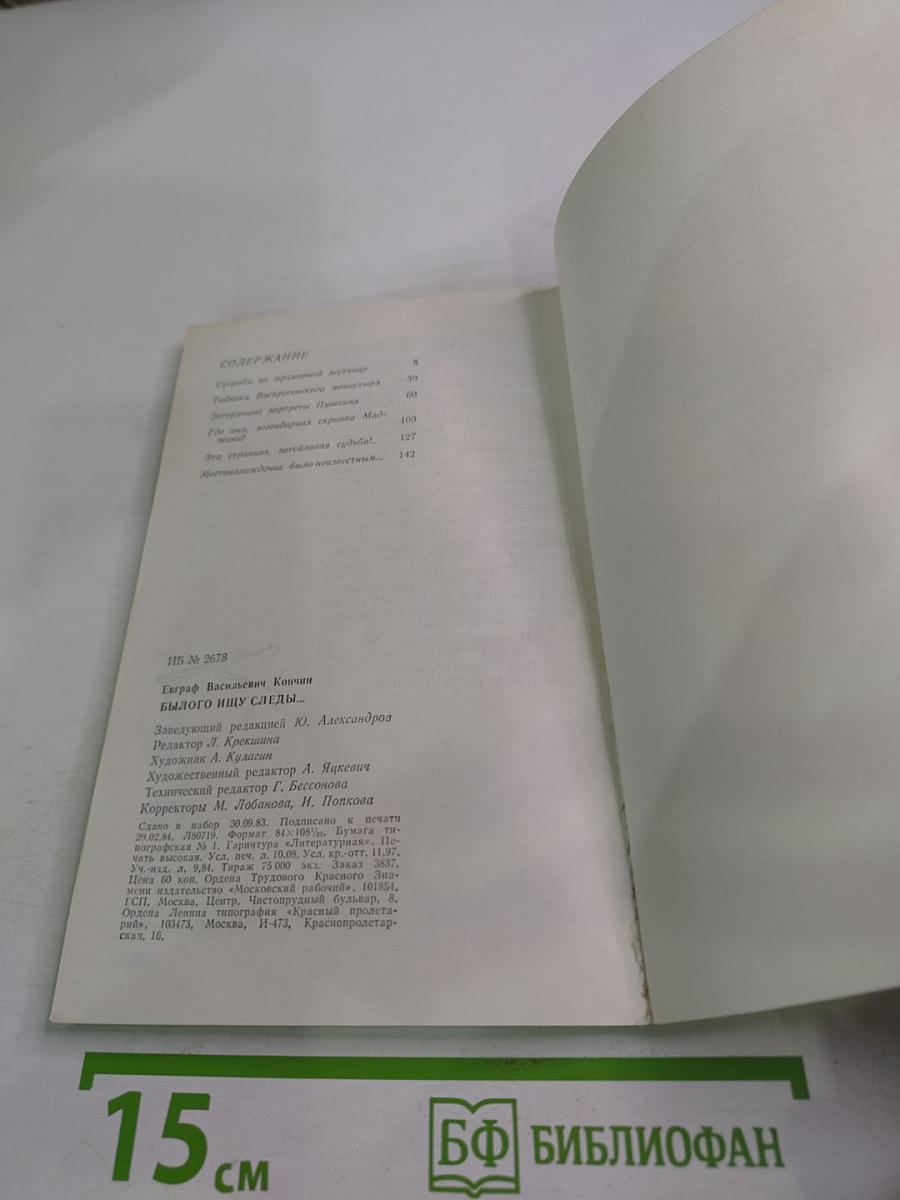 СОДЕРЖАНИЕ
на мраморной лестнице 5
Тайники Воскресенского монастыря 39
Затерянные портреты Пушкина 60
Где она, легендарная скрипка Мад-
жини? 109
Эта странная, затейливая судьба!.. 127
Местонахождение было неизвестным... 142
ИБ № 2678
Евграф Васильевич Кончин
БЫЛОГО ИЩУ СЛЕДЫ...
Заведующий редакцией Ю. Александров
Редактор Л. Крекшина
Художник А. Кулагин
Художественный редактор А. Яцкевич
Технический редактор Г. Бессонова
Корректоры М. Лобанова, И. Попкова
Сдано в набор 30.09.83. Подписано к печати
29.02.84. Л80719. Формат 84×108¹/₃₂. Бумага ти-
пографская № 1. Гарнитура «Литературная». Пе-
чать высокая. Усл. печ. л. 10,08. Усл. кр.-отт. 11,97.
Уч.-изд. л. 9,84. Тираж 75 000 экз. Заказ 3837.
Цена 60 коп. Ордена Трудового Красного Зна-
мени издательство «Московский рабочий», 101854,
ГСП, Москва, Центр, Чистопрудный бульвар, 8.
Ордена Ленина типография «Красный пролета-
рий», 103473, Москва, И-473, Краснопролетар-
ская, 16.
15 см
БФ БИБЛИОФАН